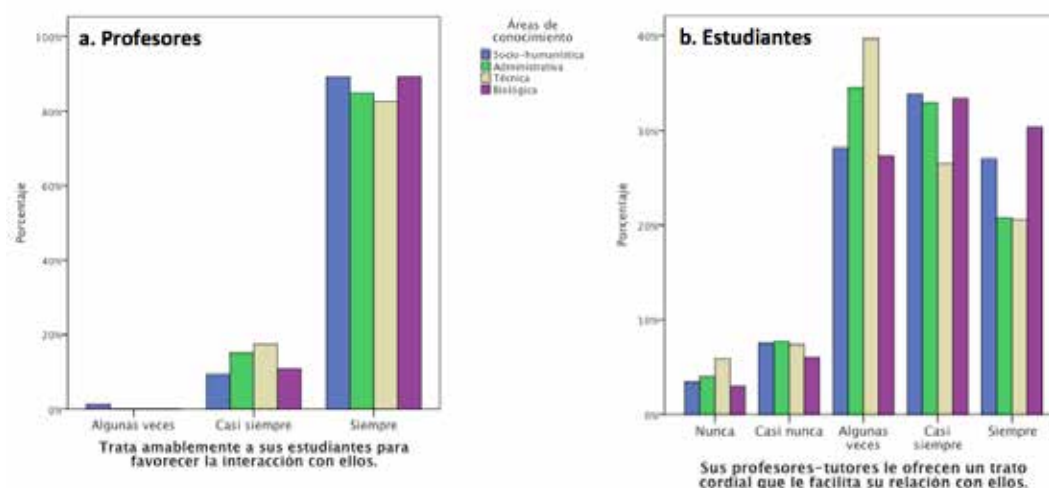 a. Profesores
100%
80%
60%
40%
20%
0%
Porcentaje
Algunas veces
Casi siempre
Siempre
Trata amablemente a sus estudiantes para
favorecer la interacción con ellos.
Áreas de
conocimiento
Socio-humanística
Administrativa
Técnica
Biológica
b. Estudiantes
40%
30%
20%
10%
0%
Porcentaje
Nunca
Casi nunca
Algunas
veces
Casi
siempre
Siempre
Sus profesores-tutores le ofrecen un trato
cordial que le facilita su relación con ellos.